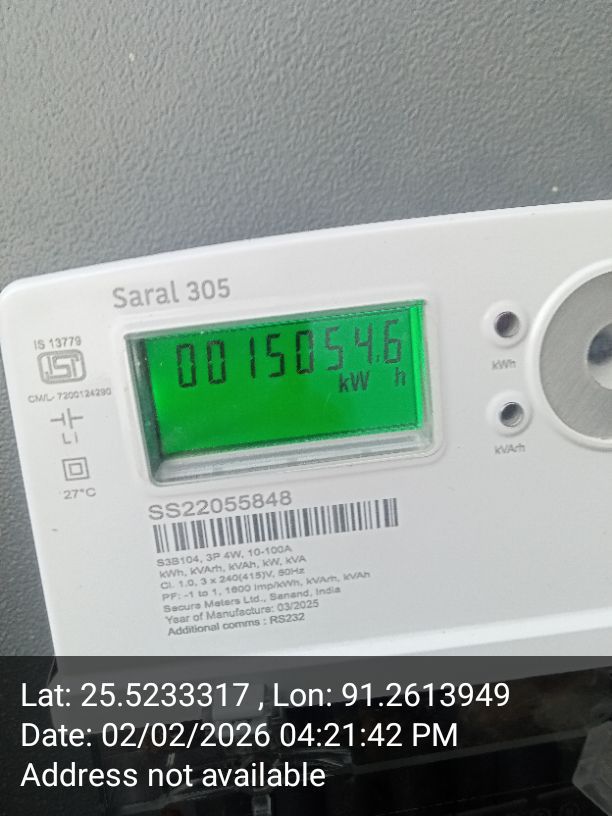 Saral 305
IS 13779
ISI
CM/L- 7200124290
0015054.6
kW h
kWh
LI
27°C
kVArh
SS22055848
S3B104, 3P 4W, 10-100A
kWh, kVArh, kVAh, kW, kVA
Cl. 1.0, 3 x 240(415)V, 50Hz
PF: -1 to 1, 1600 imp/kWh, kVArh, kVAh
Secure Meters Ltd., Sanand, India
Year of Manufacture: 03/2025
Additional comms : RS232
Lat: 25.5233317 , Lon: 91.2613949
Date: 02/02/2026 04:21:42 PM
Address not available